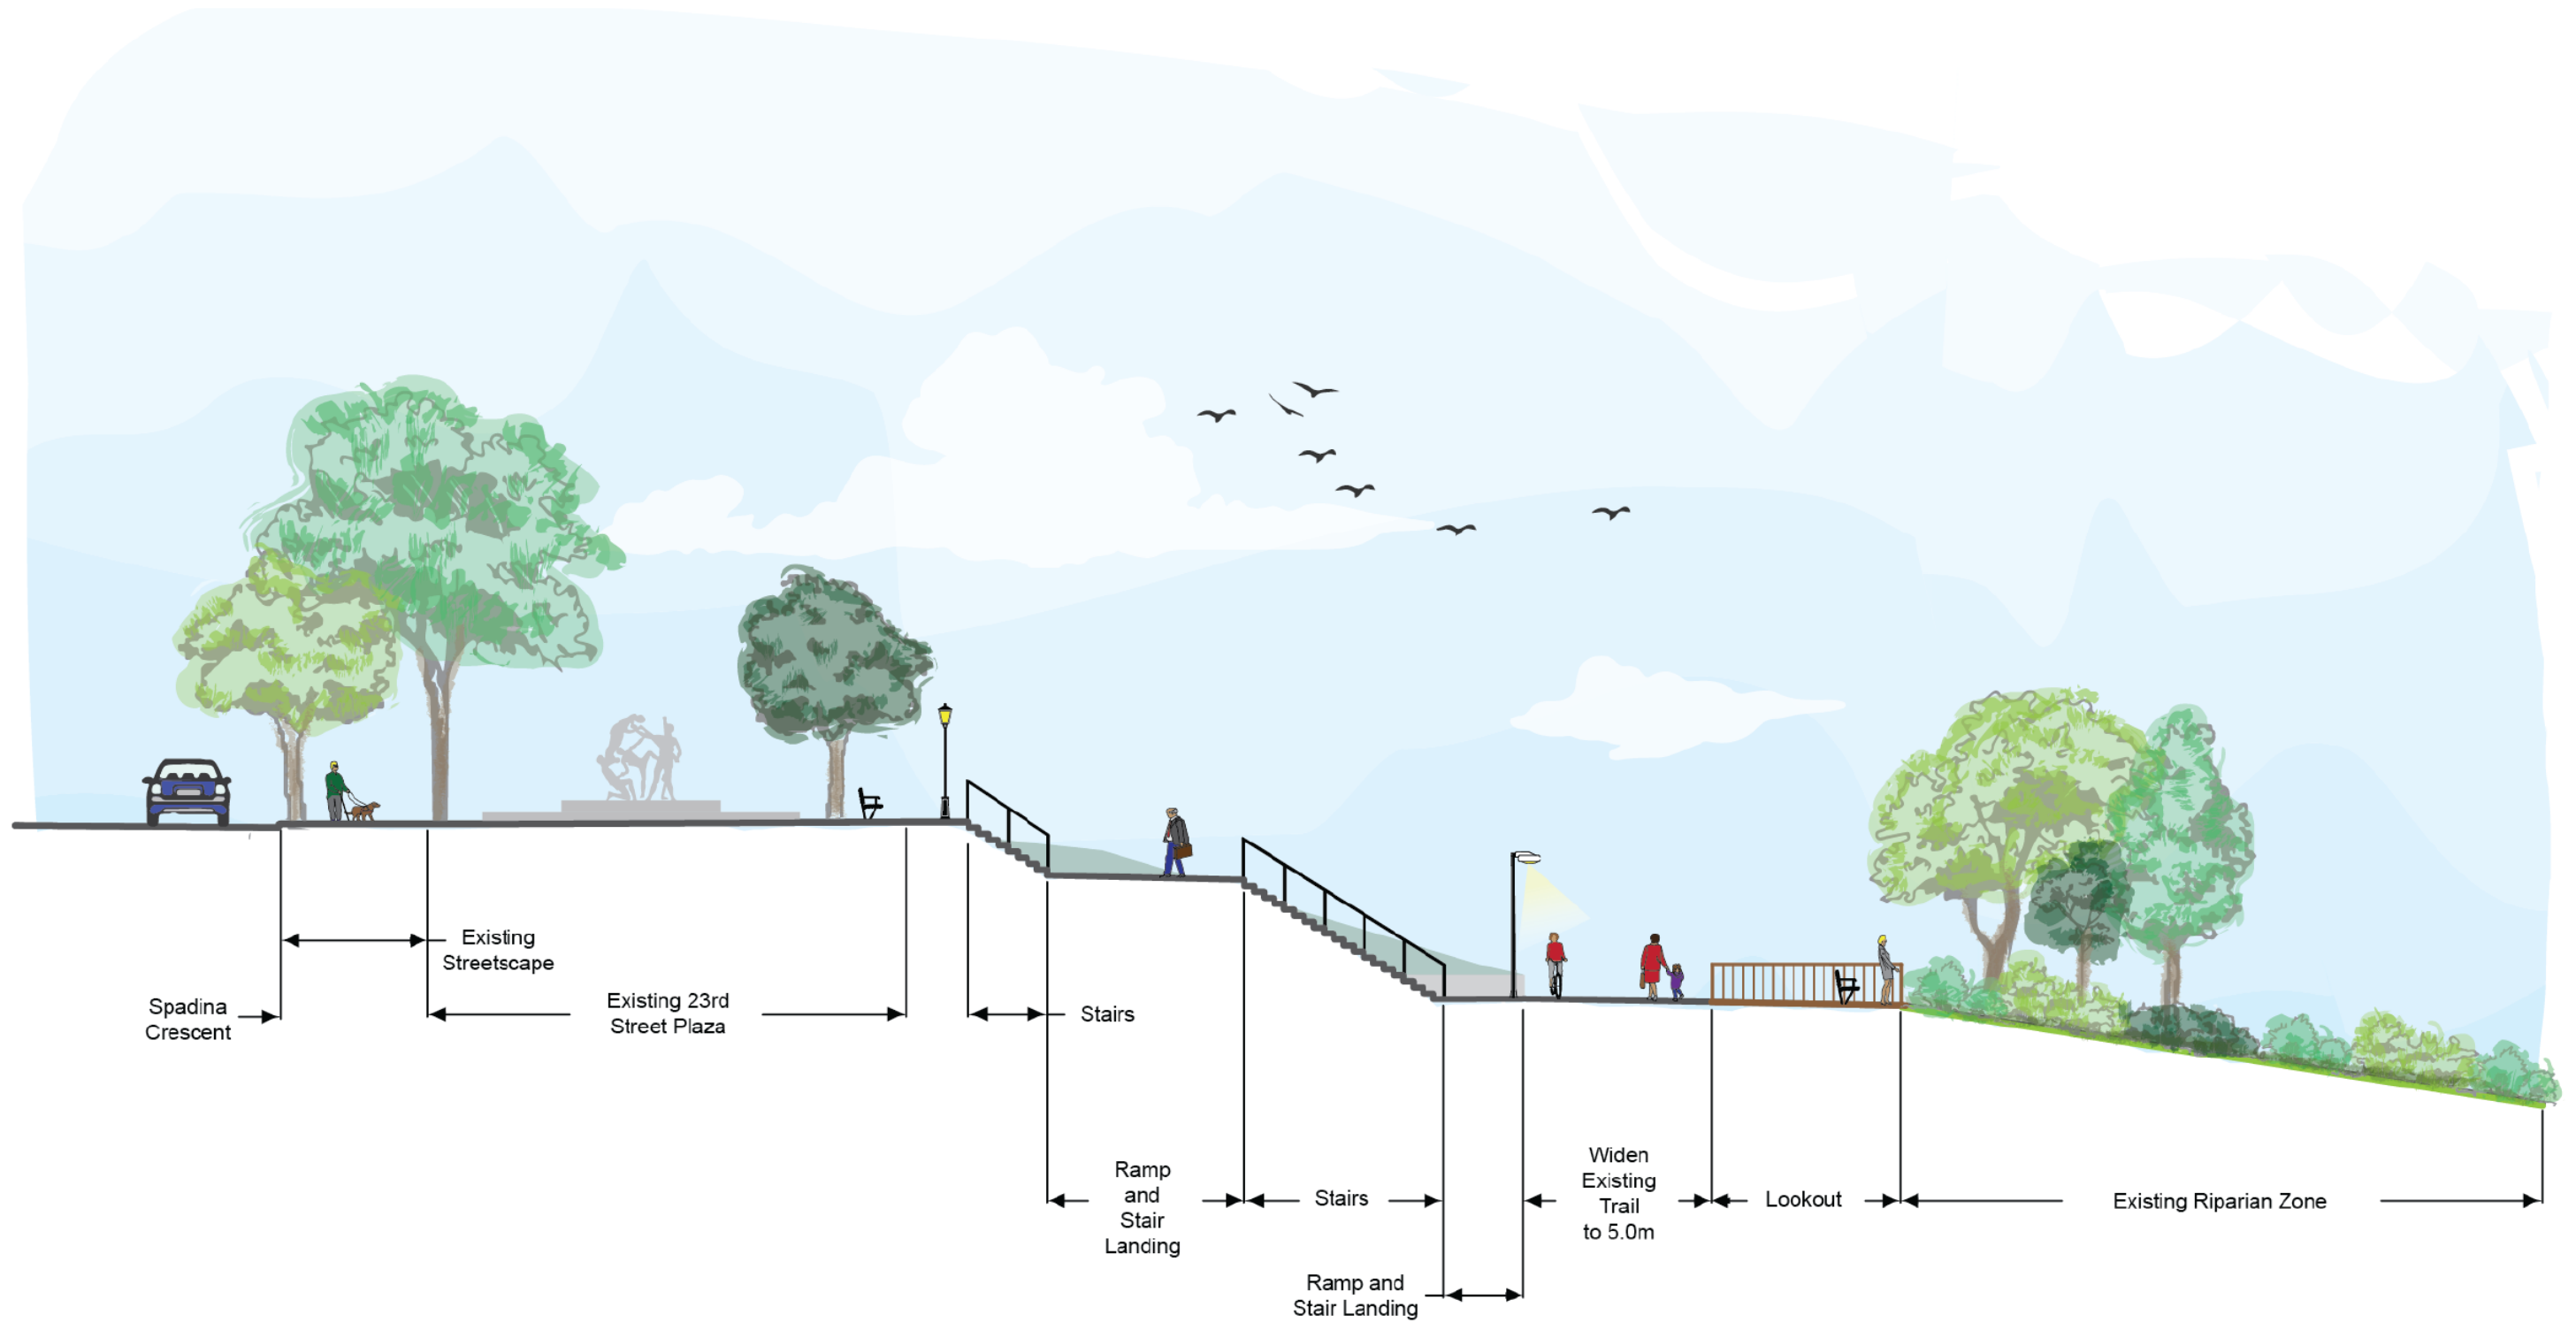 Existing
Streetscape
Spadina
Crescent
Existing 23rd
Street Plaza
Stairs
Ramp
and
Stair
Landing
Stairs
Ramp and
Stair Landing
Widen
Existing
Trail
to 5.0m
Lookout
Existing Riparian Zone